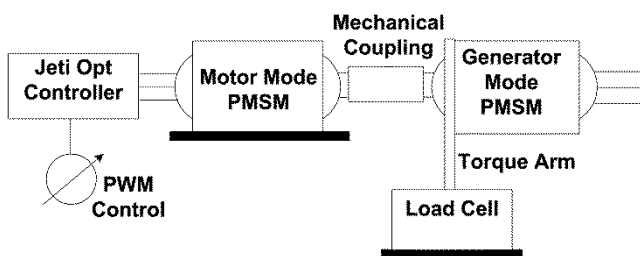 Jeti Opt
Controller
Motor Mode
PMSM
Mechanical
Coupling
Generator
Mode
PMSM
PWM
Control
Torque Arm
Load Cell